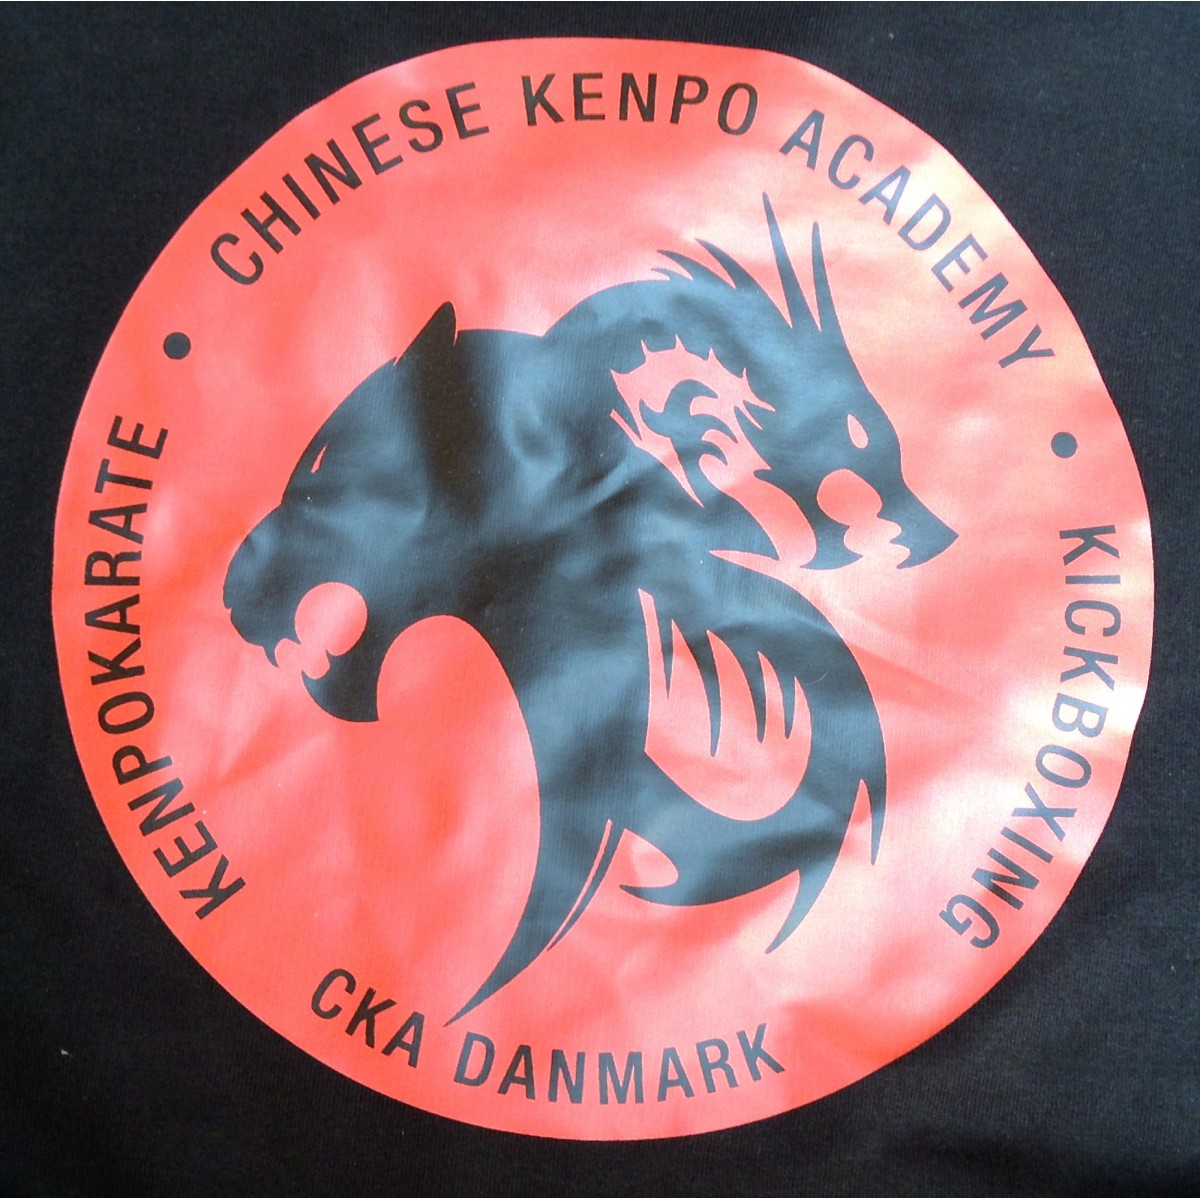 CHINESE KENPO ACADEMY
KICKBOXING
KENPOKARATE
CKA DANMARK